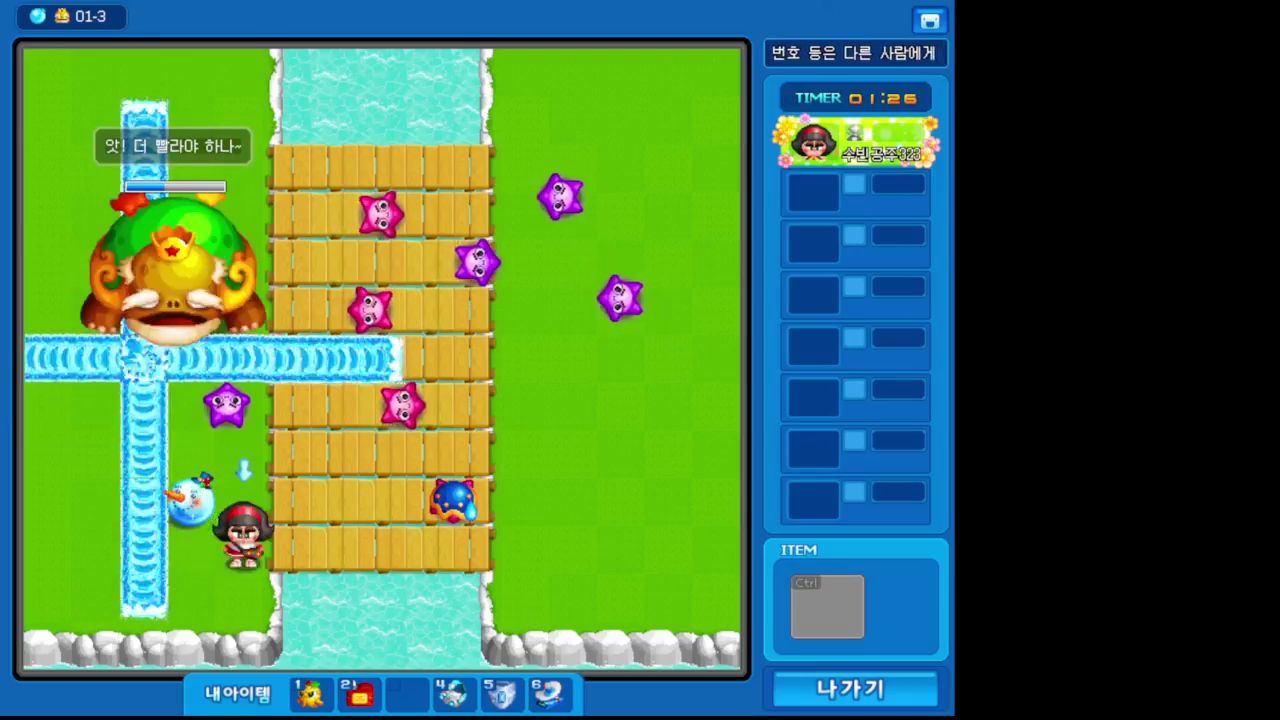 01-3
번호 등은 다른 사람에게
TIMER 01:26
앗! 더 빨라야 하나~
수빈공주323
ITEM
Ctrl
내아이템
1
2
4
5
6
나가기